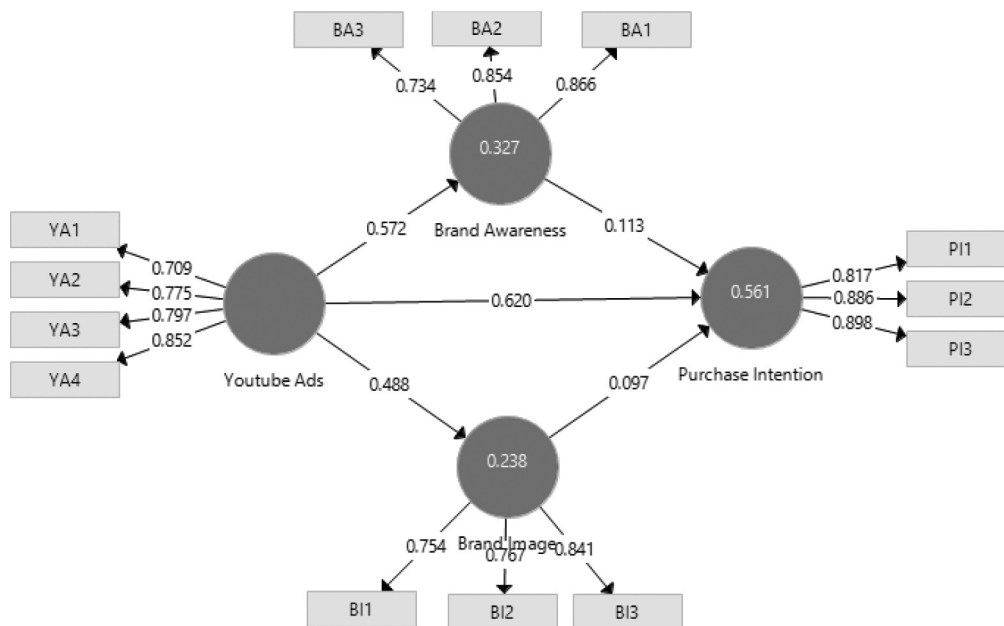 BA3
BA2
BA1
0.734
0.854
0.866
0.327
Brand Awareness
0.572
0.113
YA1
YA2
YA3
YA4
0.709
0.775
0.797
0.852
Youtube Ads
0.620
0.561
Purchase Intention
0.817
0.886
0.898
PI1
PI2
PI3
0.488
0.097
0.238
Brand Image
0.754
0.767
0.841
BI1
BI2
BI3